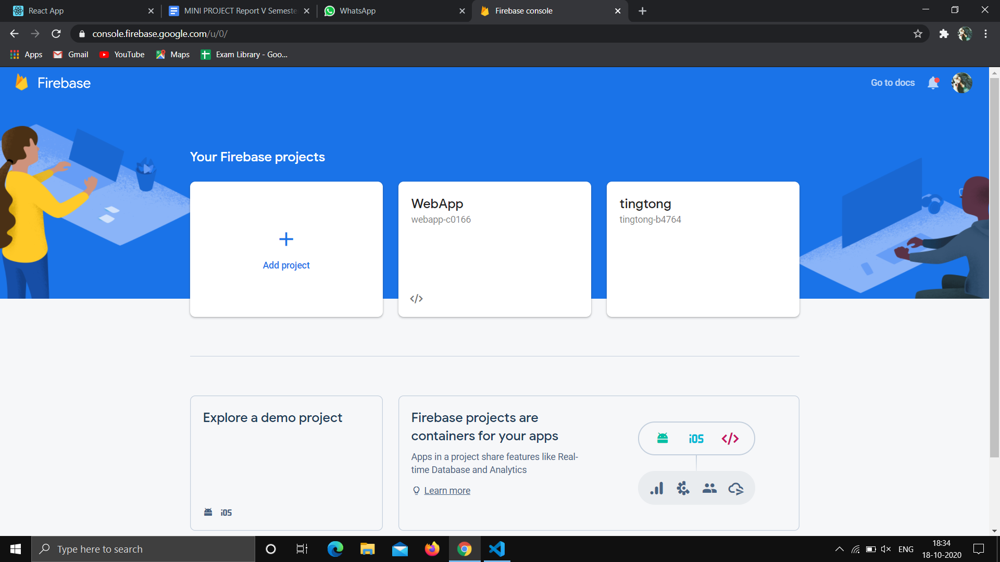 React App
MINI PROJECT Report V Semeste
WhatsApp
Firebase console
console.firebase.google.com/u/0/
Apps
Gmail
YouTube
Maps
Exam Library - Goo...
Firebase
Go to docs
Your Firebase projects
Add project
WebApp
webapp-c0166
tingtong
tingtong-b4764
Explore a demo project
iOS
Firebase projects are
containers for your apps
Apps in a project share features like Real-
time Database and Analytics
Learn more
iOS
Type here to search
ENG
18:34
18-10-2020